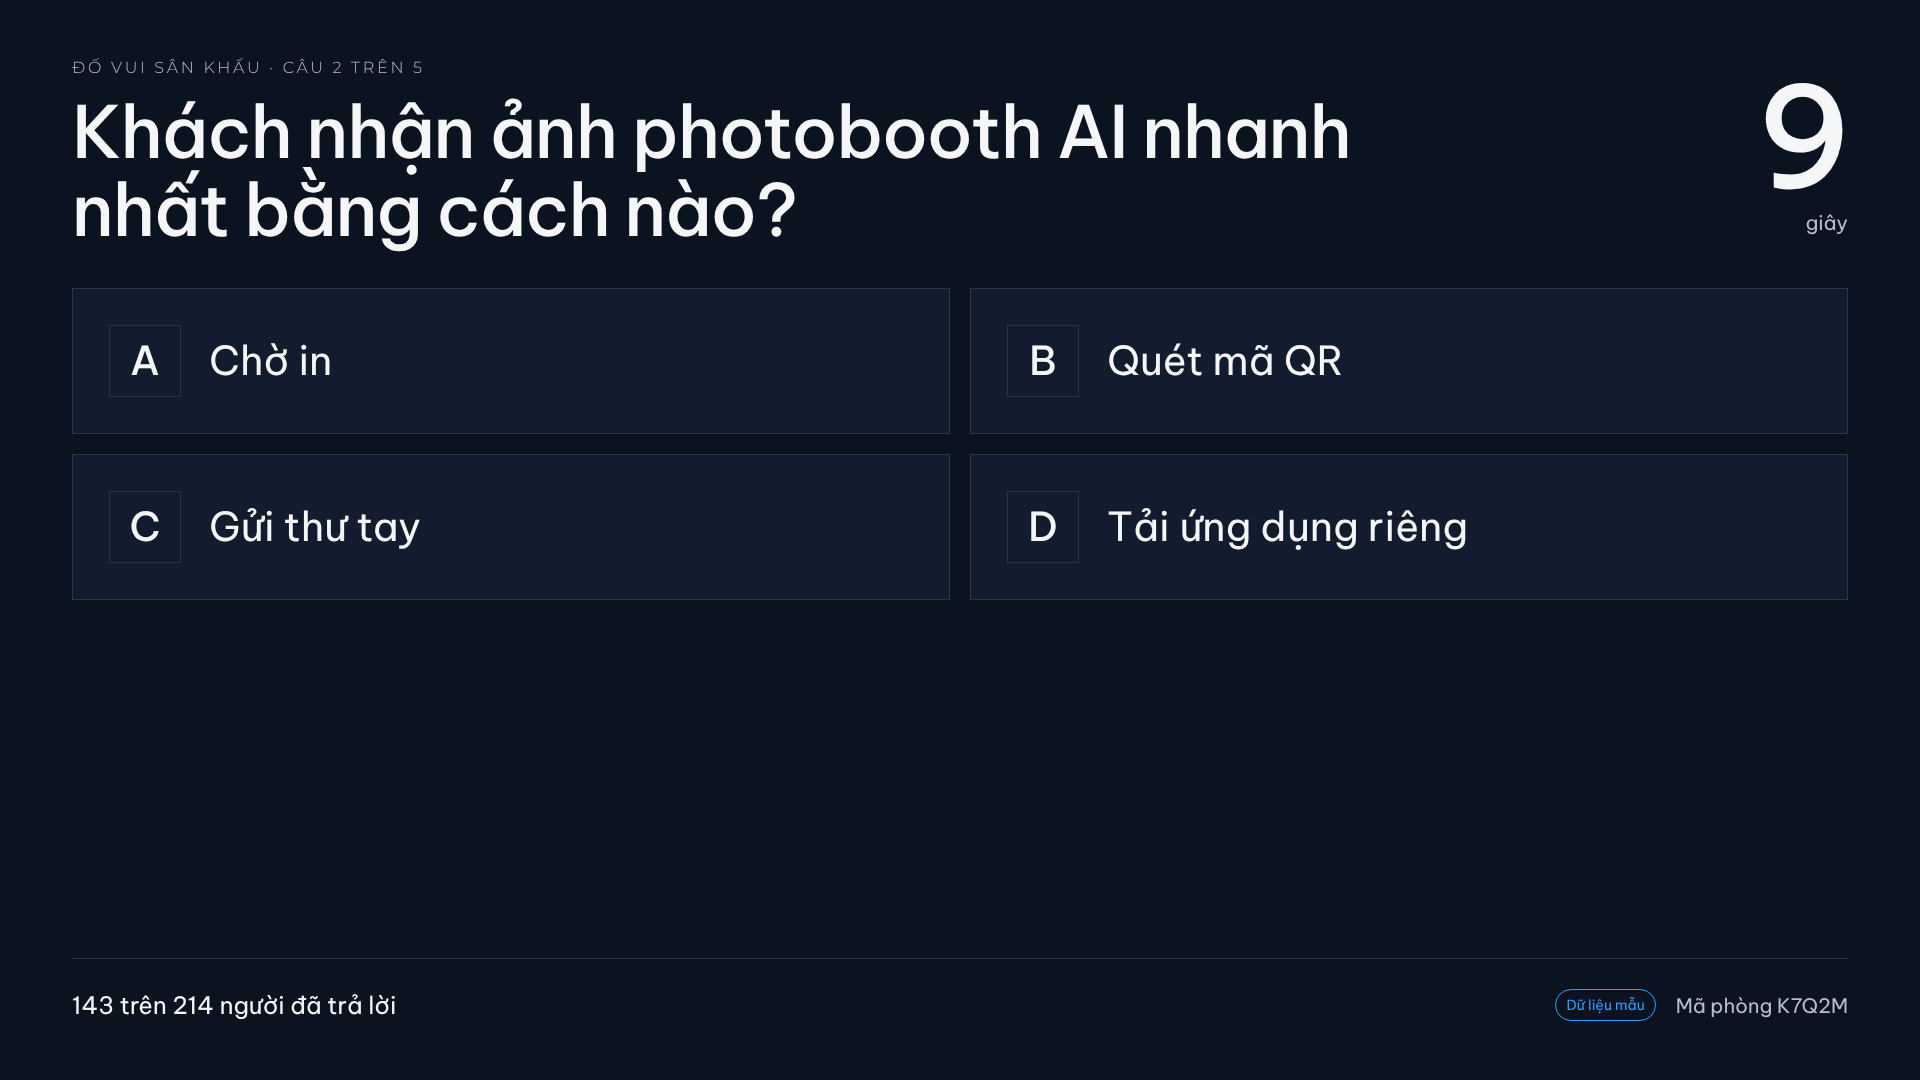 ĐỐ VUI SÂN KHẤU · CÂU 2 TRÊN 5
Khách nhận ảnh photobooth AI nhanh
nhất bằng cách nào?
9
giây
A Chờ in
B Quét mã QR
C Gửi thư tay
D Tải ứng dụng riêng
143 trên 214 người đã trả lời
Dữ liệu mẫu
Mã phòng K7Q2M